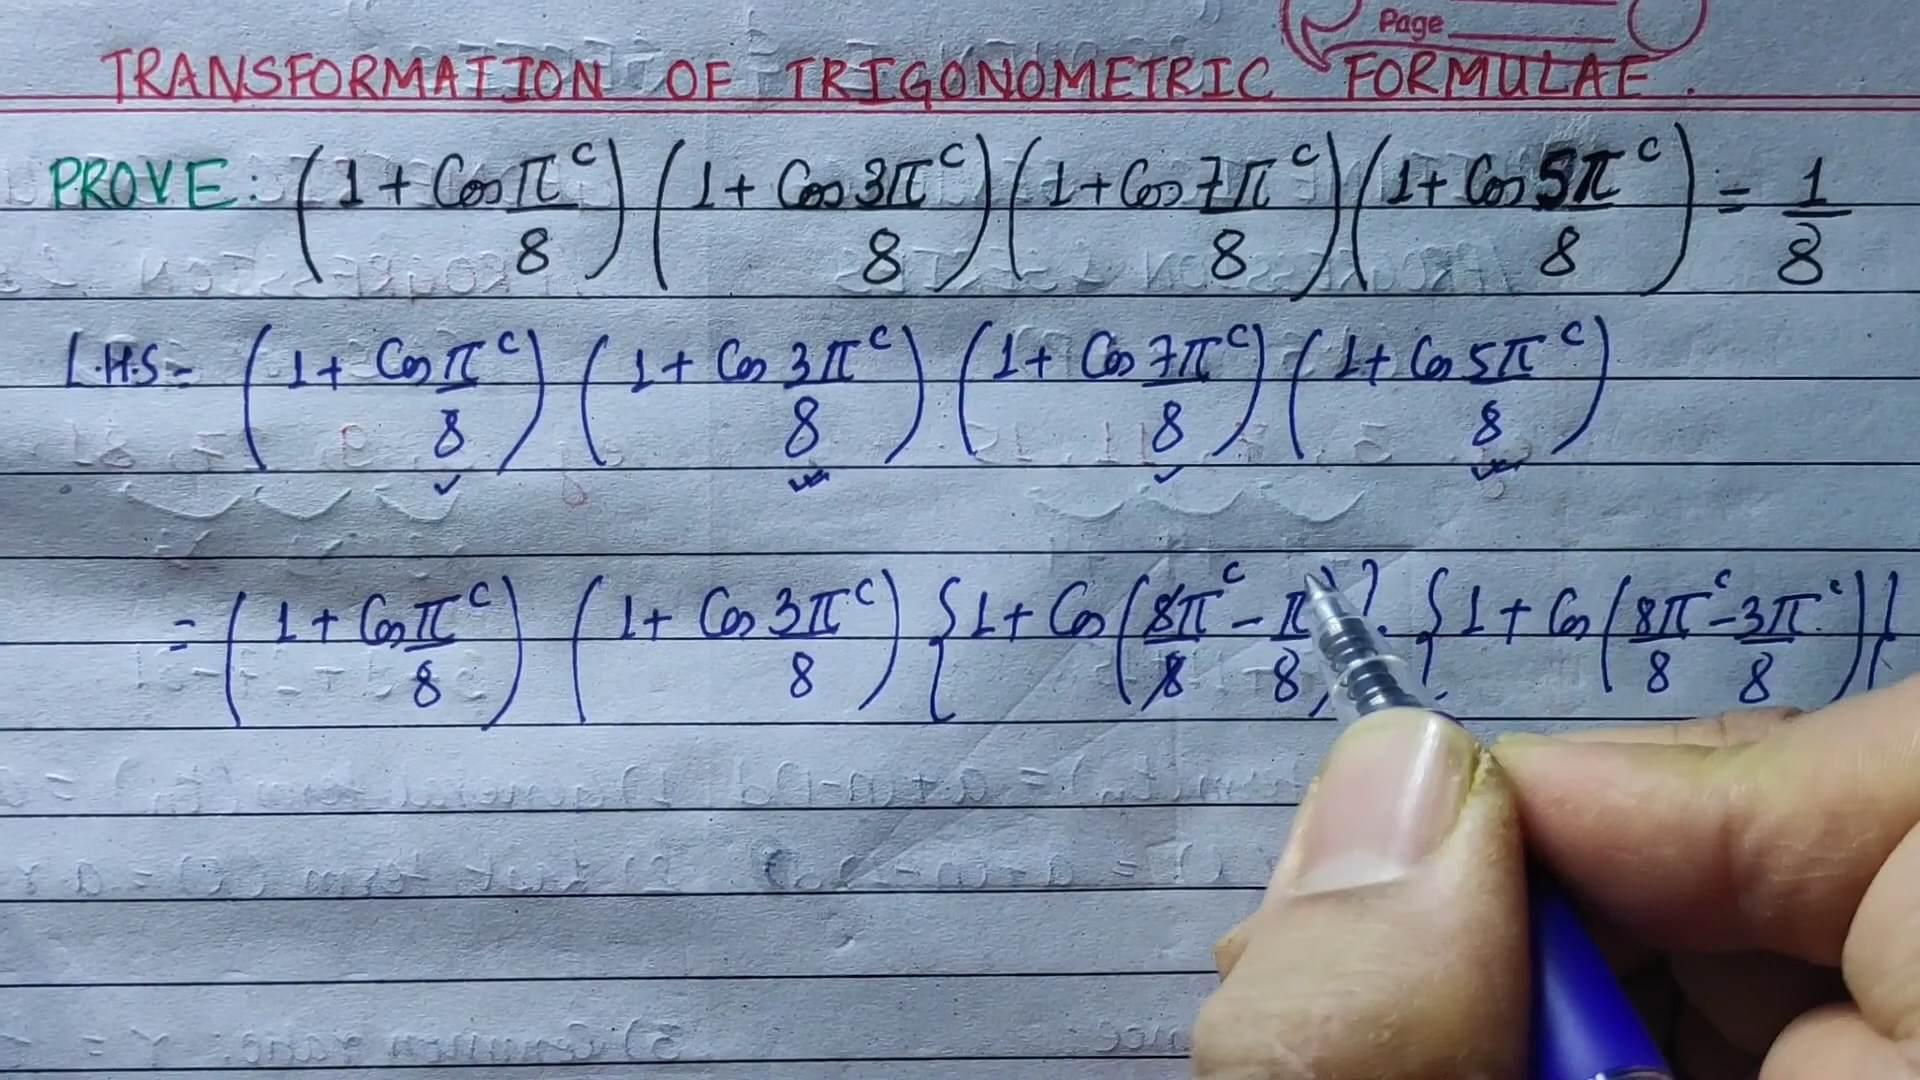 Page
TRANSFORMATION OF TRIGONOMETRIC FORMULAE.
PROVE: (1 + Cos π^c/8) (1 + Cos 3π^c/8) (1 + Cos 7π^c/8) (1 + Cos 5π^c/8) = 1/8
L.H.S = (1 + Cos π^c/8) (1 + Cos 3π^c/8) (1 + Cos 7π^c/8) (1 + Cos 5π^c/8)
= (1 + Cos π^c/8) (1 + Cos 3π^c/8) {1 + Cos (8π^c/8 - π/8)}. {1 + Cos (8π^c/8 - 3π^c/8)}